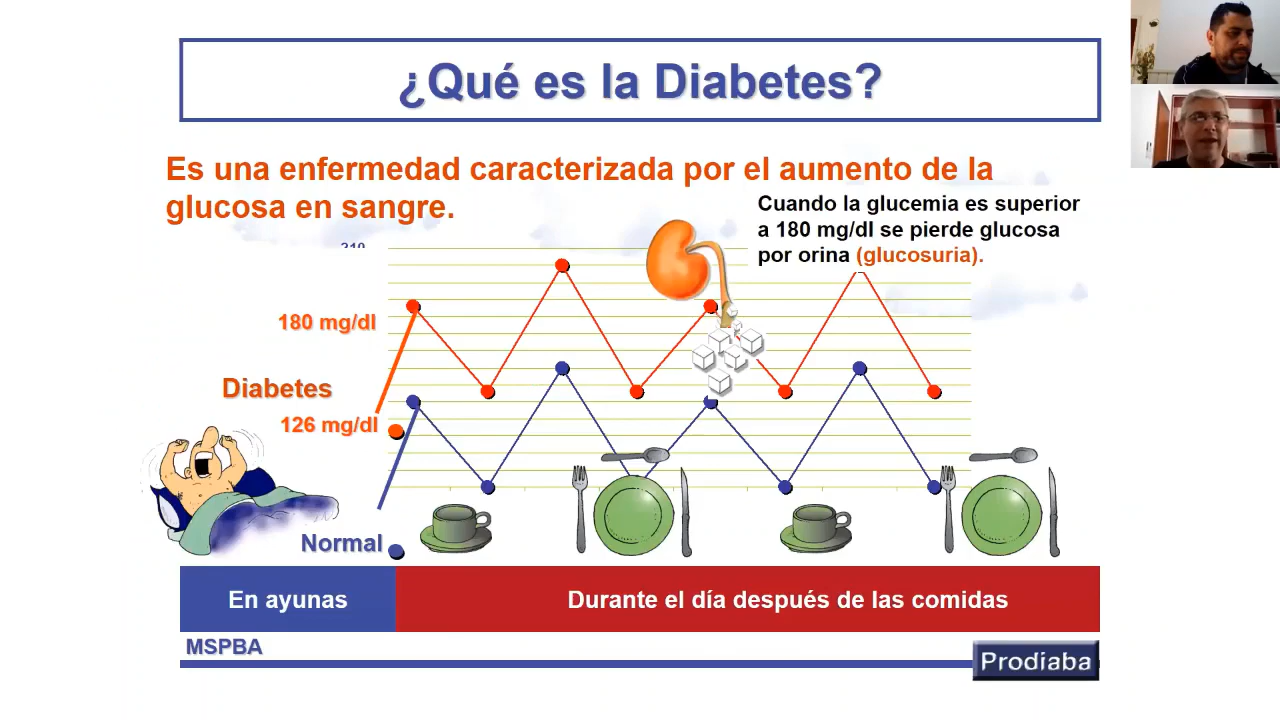 ¿Qué es la Diabetes?
Es una enfermedad caracterizada por el aumento de la
glucosa en sangre.
Cuando la glucemia es superior
a 180 mg/dl se pierde glucosa
por orina (glucosuria).
210
180 mg/dl
Diabetes
126 mg/dl
Normal
En ayunas
Durante el día después de las comidas
MSPBA
Prodiaba